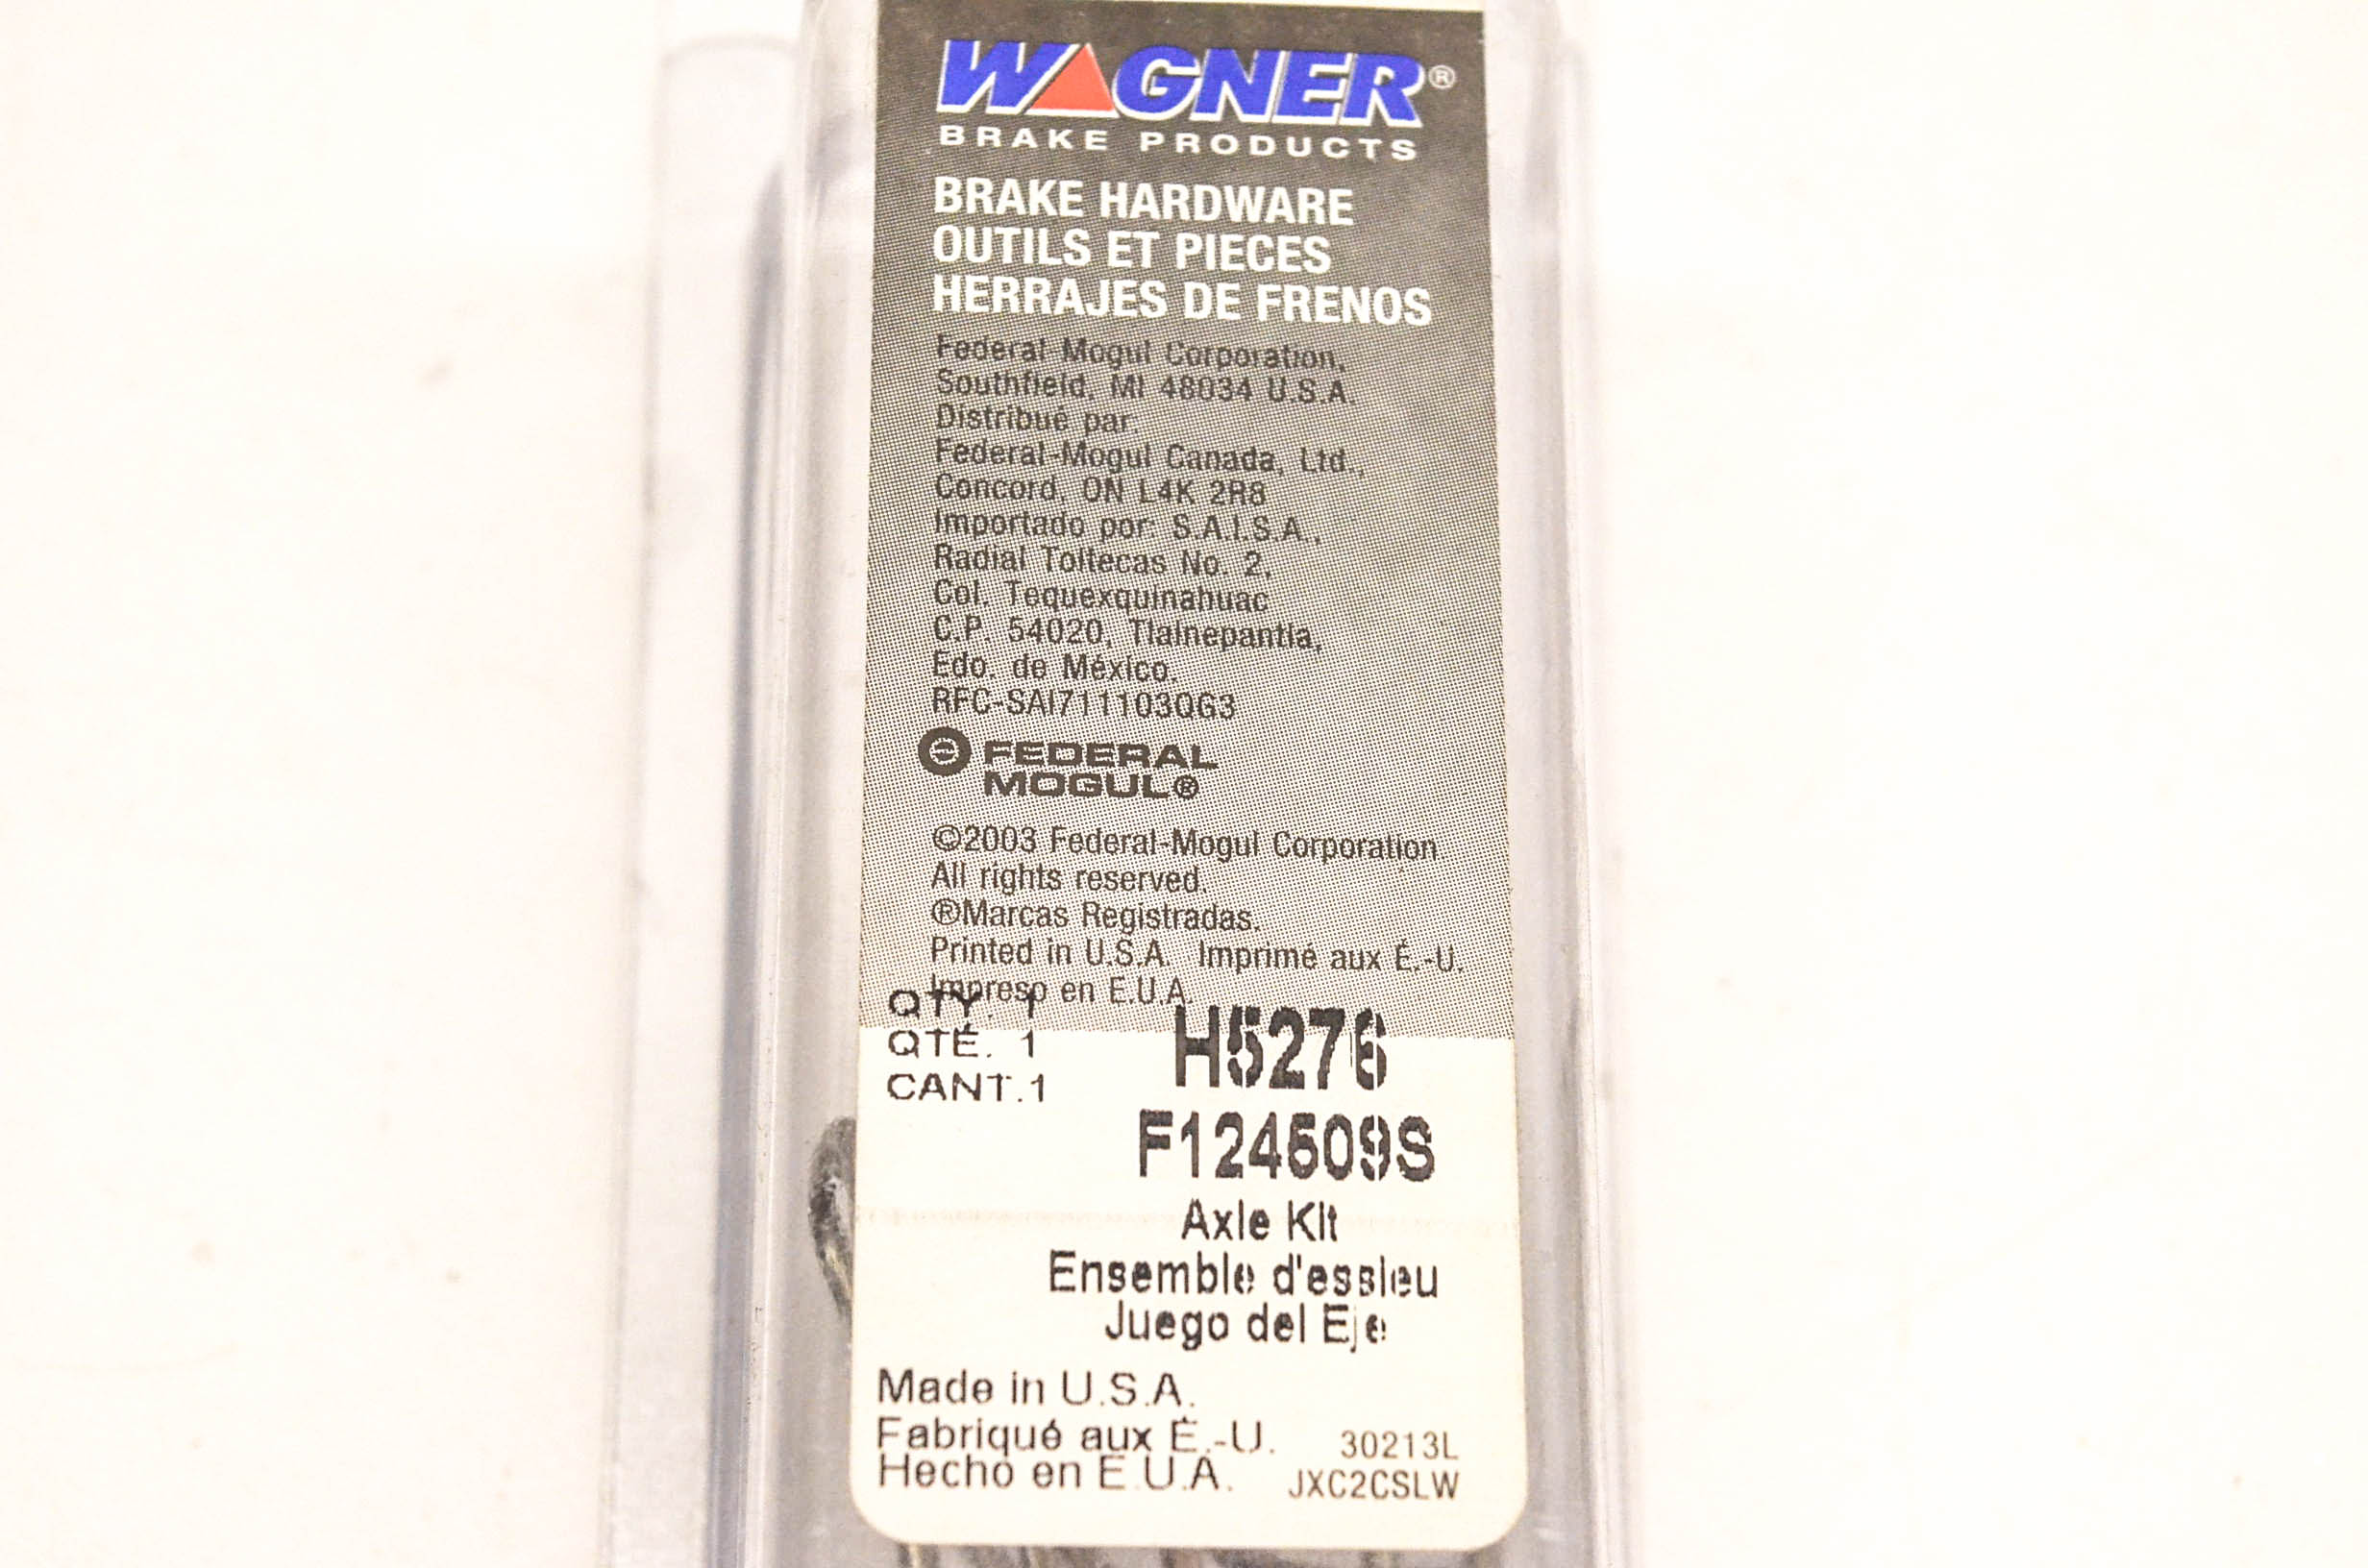 WAGNER®
BRAKE PRODUCTS
BRAKE HARDWARE
OUTILS ET PIECES
HERRAJES DE FRENOS
Federal-Mogul Corporation,
Southfield, MI 48034 U.S.A.
Distribué par:
Federal-Mogul Canada, Ltd.,
Concord, ON L4K 2R8
Importado por: S.A.I.S.A.,
Radial Toltecas No. 2,
Col. Tequexquinahuac
C.P. 54020, Tlalnepantla,
Edo. de México.
RFC-SAI711103QG3
FEDERAL
MOGUL®
©2003 Federal-Mogul Corporation.
All rights reserved.
®Marcas Registradas.
Printed in U.S.A. Imprimé aux É.-U.
Impreso en E.U.A.
QTY. 1
QTÉ. 1
CANT.1
H5276
F124509S
Axle Kit
Ensemble d'essieu
Juego del Eje
Made in U.S.A.
Fabriqué aux É.-U. 30213L
Hecho en E.U.A. JXC2CSLW